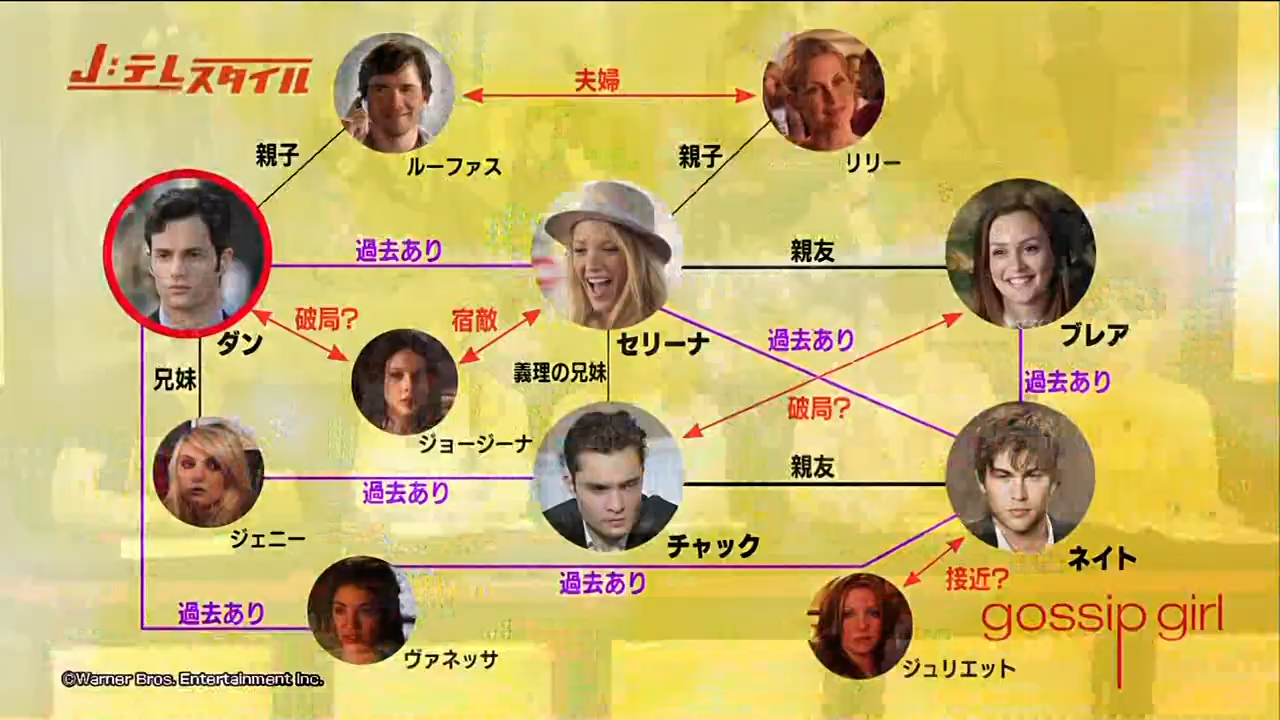 J:テレスタイル
夫婦
ルーファス
リリー
親子
親子
過去あり
親友
ダン
セリーナ
ブレア
破局?
宿敵
過去あり
兄妹
義理の兄妹
過去あり
ジョージーナ
破局?
過去あり
親友
ジェニー
チャック
ネイト
過去あり
接近?
過去あり
gossip girl
ヴァネッサ
ジュリエット
©Warner Bros. Entertainment Inc.